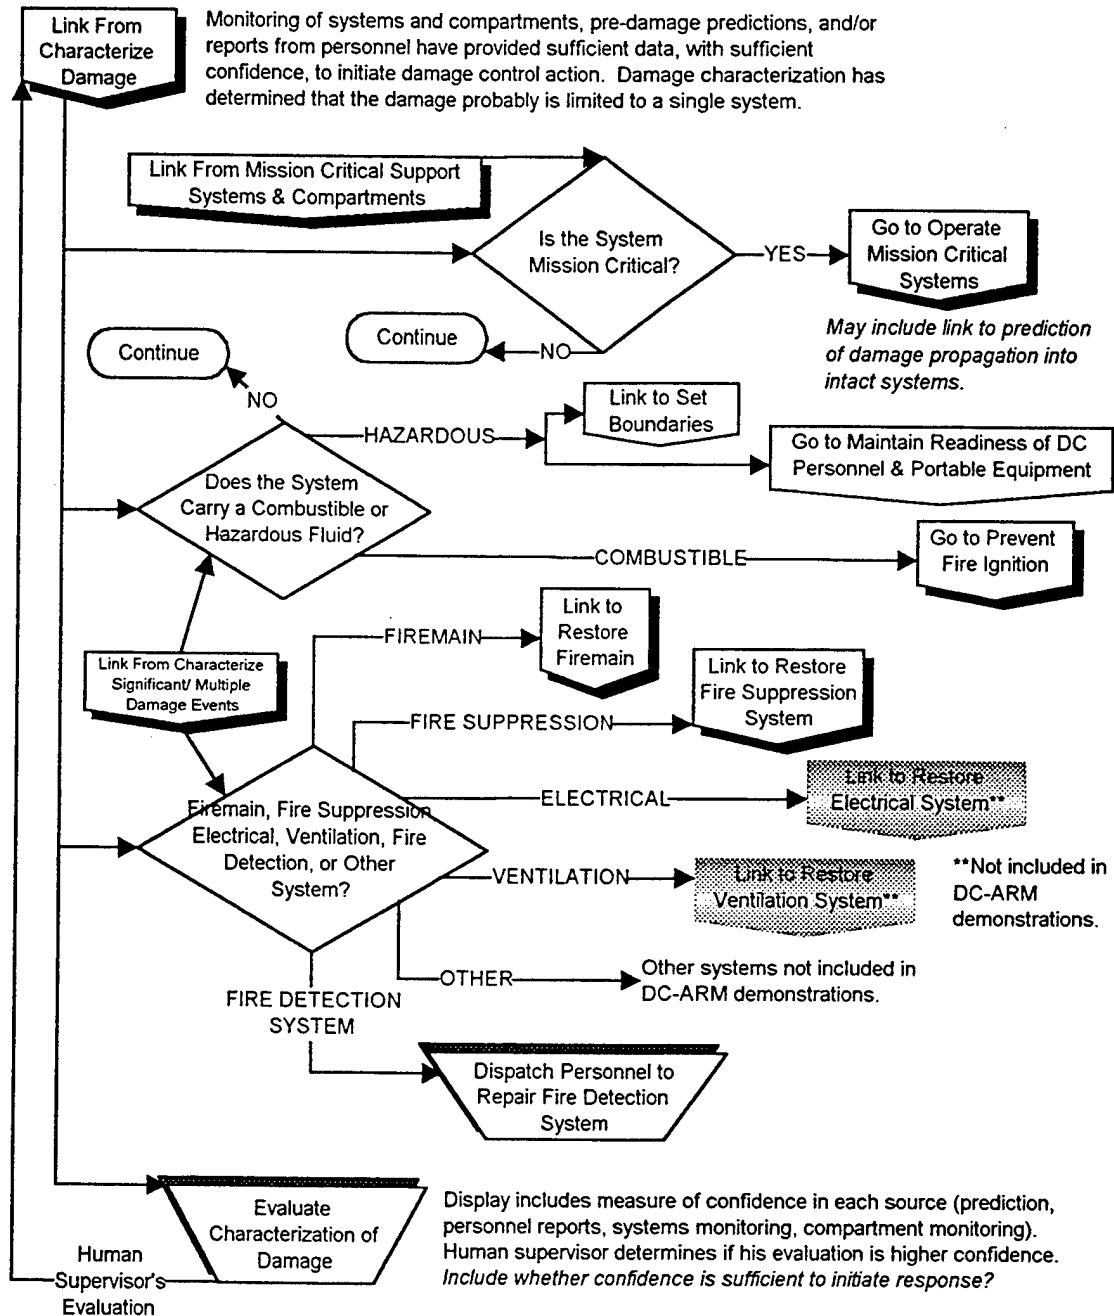 Link From
Characterize
Damage
Monitoring of systems and compartments, pre-damage predictions, and/or
reports from personnel have provided sufficient data, with sufficient
confidence, to initiate damage control action. Damage characterization has
determined that the damage probably is limited to a single system.
Link From Mission Critical Support
Systems & Compartments
Is the System
Mission Critical?
YES
Go to Operate
Mission Critical
Systems
May include link to prediction
of damage propagation into
intact systems.
NO
Continue
Continue
NO
Does the System
Carry a Combustible or
Hazardous Fluid?
HAZARDOUS
Link to Set
Boundaries
Go to Maintain Readiness of DC
Personnel & Portable Equipment
COMBUSTIBLE
Go to Prevent
Fire Ignition
Link From Characterize
Significant/ Multiple
Damage Events
FIREMAIN
Link to
Restore
Firemain
FIRE SUPPRESSION
Link to Restore
Fire Suppression
System
Firemain, Fire Suppression
Electrical, Ventilation, Fire
Detection, or Other
System?
ELECTRICAL
Link to Restore
Electrical System**
VENTILATION
Link to Restore
Ventilation System**
**Not included in
DC-ARM
demonstrations.
OTHER
Other systems not included in
DC-ARM demonstrations.
FIRE DETECTION
SYSTEM
Dispatch Personnel to
Repair Fire Detection
System
Evaluate
Characterization of
Damage
Display includes measure of confidence in each source (prediction,
personnel reports, systems monitoring, compartment monitoring).
Human supervisor determines if his evaluation is higher confidence.
Include whether confidence is sufficient to initiate response?
Human
Supervisor's
Evaluation